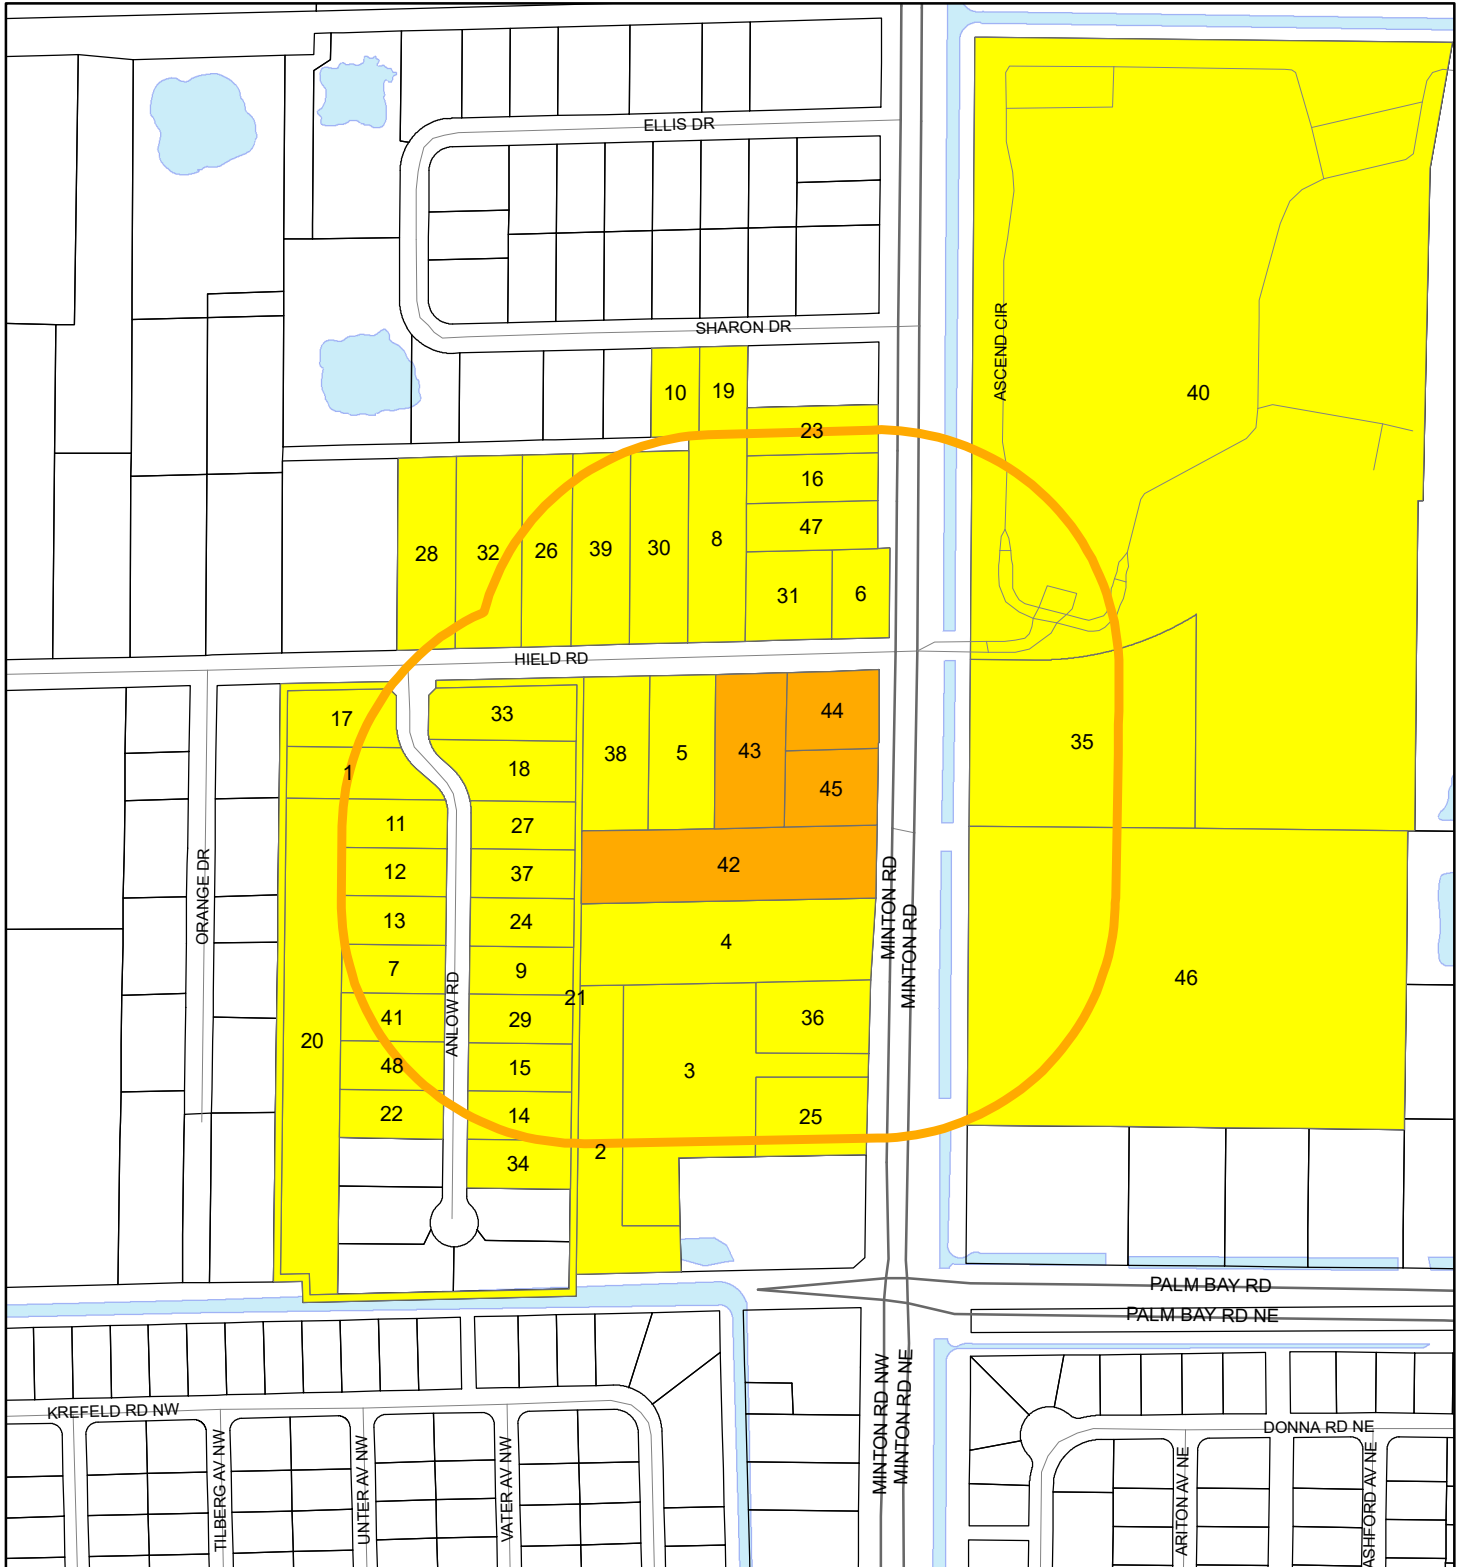 ELLIS DR
SHARON DR
ASCEND CIR
10
19
40
23
16
47
28
32
26
39
30
8
31
6
HIELD RD
17
33
38
5
43
44
35
1
18
45
11
27
12
37
42
ORANGE DR
MINTON RD
MINTON RD
13
24
4
7
9
21
46
41
29
36
ANLOW RD
20
48
15
3
22
14
25
2
34
PALM BAY RD
PALM BAY RD NE
MINTON RD NW
MINTON RD NE
KREFELD RD NW
DONNA RD NE
TILBERG AV NW
UNTER AV NW
VATER AV NW
ARITON AV NE
ASHFORD AV NE